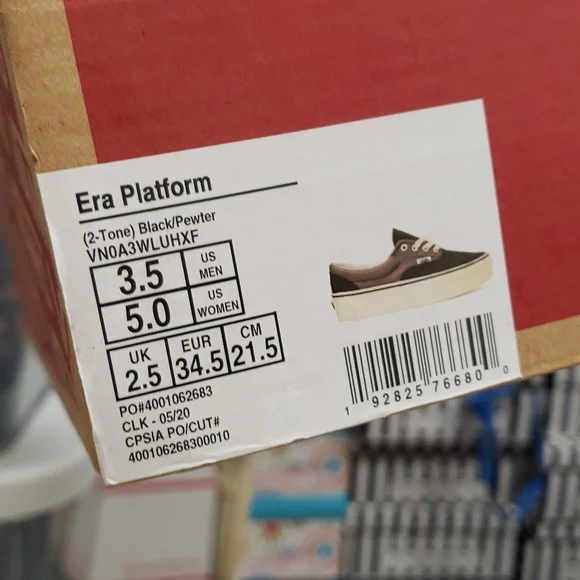 Era Platform
(2-Tone) Black/Pewter
VN0A3WLUHXF
3.5 US MEN
5.0 US WOMEN
UK EUR CM
2.5 34.5 21.5
PO#4001062683
CLK - 05/20
CPSIA PO/CUT#
400106268300010
1 92825 76680 0